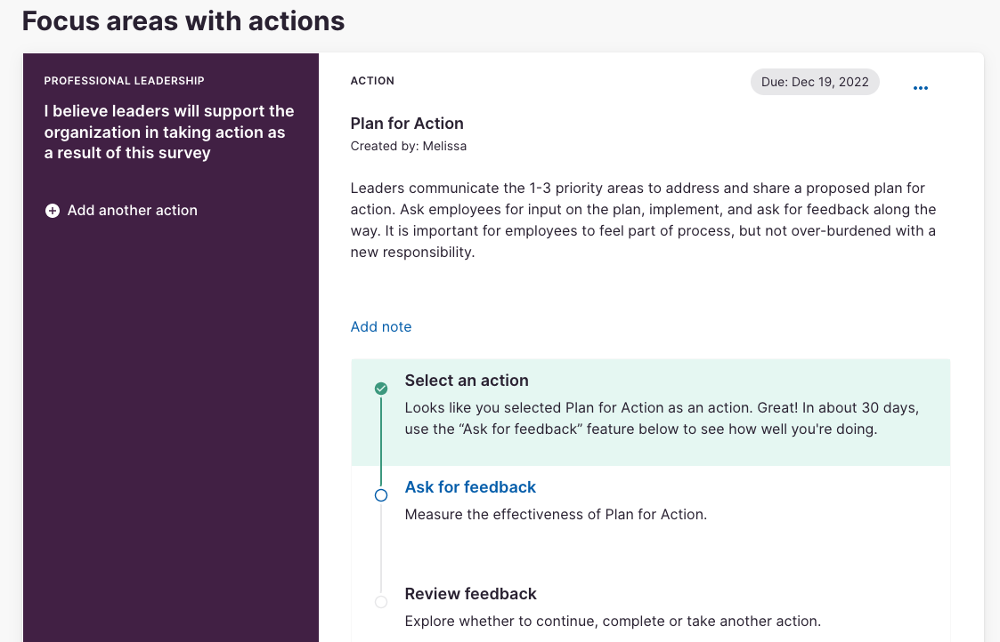 Focus areas with actions
PROFESSIONAL LEADERSHIP
I believe leaders will support the
organization in taking action as
a result of this survey
Add another action
ACTION
Due: Dec 19, 2022
Plan for Action
Created by: Melissa
Leaders communicate the 1-3 priority areas to address and share a proposed plan for
action. Ask employees for input on the plan, implement, and ask for feedback along the
way. It is important for employees to feel part of process, but not over-burdened with a
new responsibility.
Add note
Select an action
Looks like you selected Plan for Action as an action. Great! In about 30 days,
use the “Ask for feedback” feature below to see how well you're doing.
Ask for feedback
Measure the effectiveness of Plan for Action.
Review feedback
Explore whether to continue, complete or take another action.